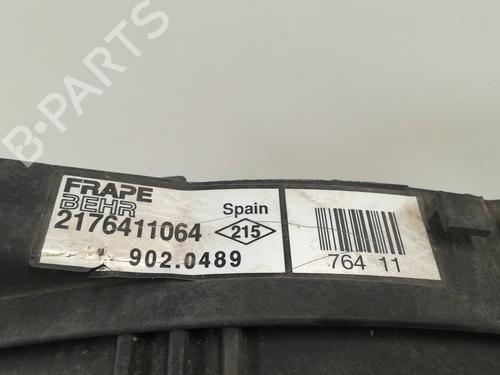 B-PARTS
FRAPE
BEHR
2176411064
902.0489
Spain
215
764 11